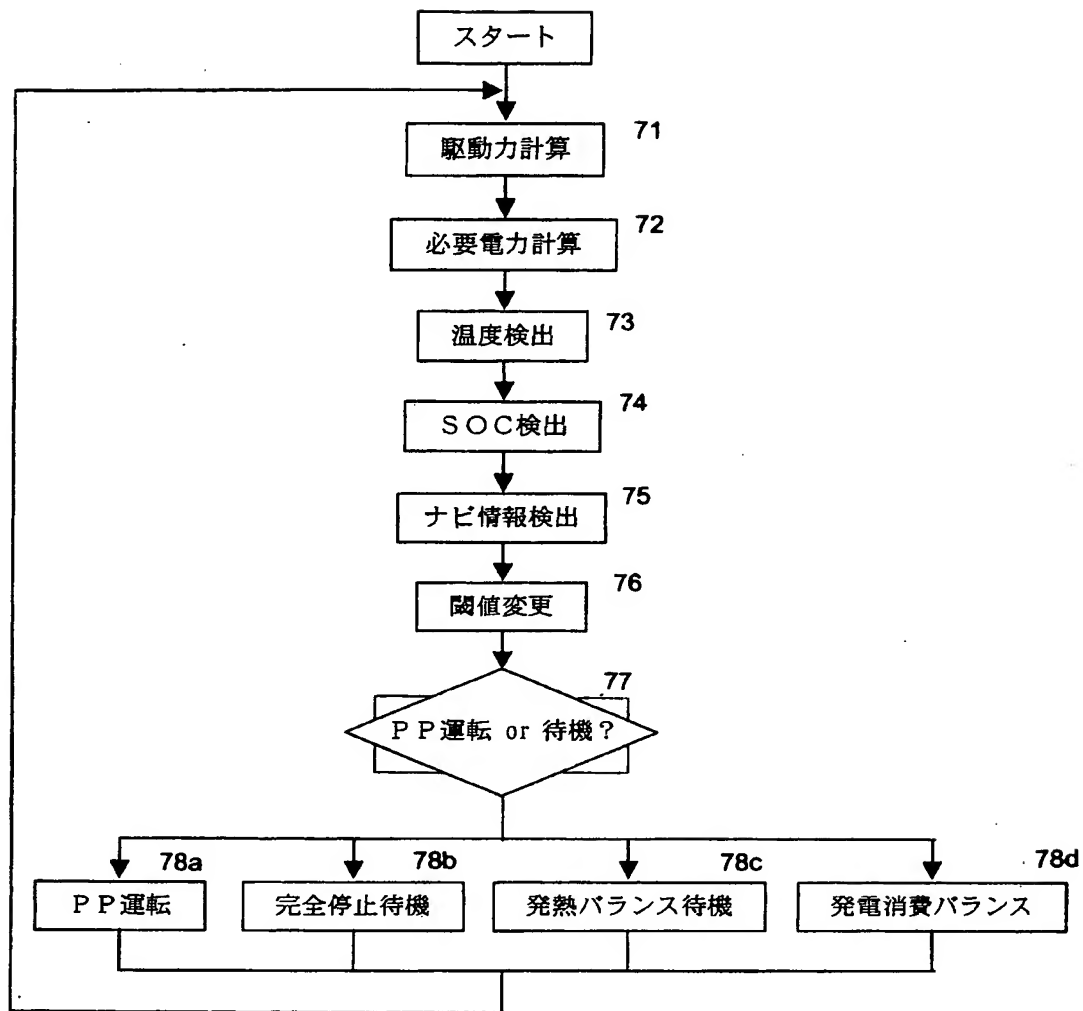 スタート
71
駆動力計算
72
必要電力計算
73
温度検出
74
ＳＯＣ検出
75
ナビ情報検出
76
閾値変更
77
ＰＰ運転 or 待機？
78a
ＰＰ運転
78b
完全停止待機
78c
発熱バランス待機
78d
発電消費バランス